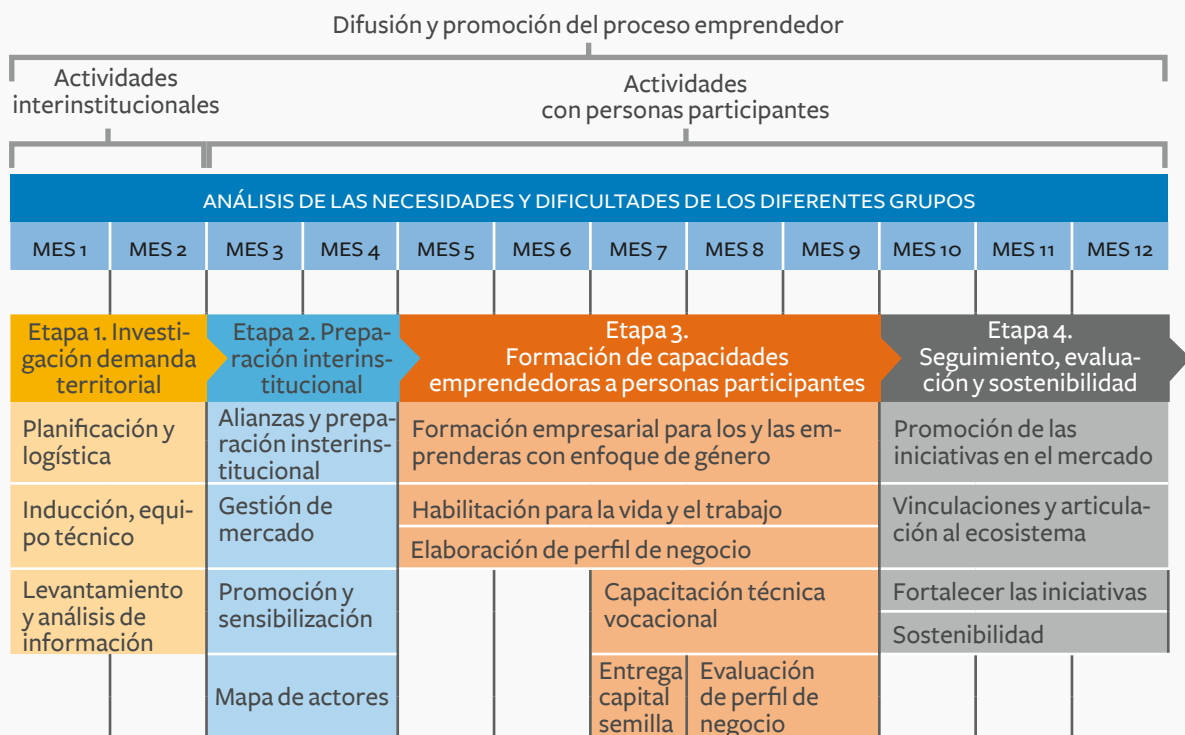 Difusión y promoción del proceso emprendedor
Actividades
interinstitucionales
Actividades
con personas participantes
ANÁLISIS DE LAS NECESIDADES Y DIFICULTADES DE LOS DIFERENTES GRUPOS
MES 1
MES 2
MES 3
MES 4
MES 5
MES 6
MES 7
MES 8
MES 9
MES 10
MES 11
MES 12
Etapa 1. Investi-
gación demanda
territorial
Etapa 2. Prepa-
ración interins-
titucional
Etapa 3.
Formación de capacidades
emprendedoras a personas participantes
Etapa 4.
Seguimiento, evalua-
ción y sostenibilidad
Planificación y
logística
Inducción, equi-
po técnico
Levantamiento
y análisis de
información
Alianzas y prepa-
ración insterins-
titucional
Gestión de
mercado
Promoción y
sensibilización
Mapa de actores
Formación empresarial para los y las em-
prenderas con enfoque de género
Habilitación para la vida y el trabajo
Elaboración de perfil de negocio
Capacitación técnica
vocacional
Entrega
capital
semilla
Evaluación
de perfil de
negocio
Promoción de las
iniciativas en el mercado
Vinculaciones y articula-
ción al ecosistema
Fortalecer las iniciativas
Sostenibilidad